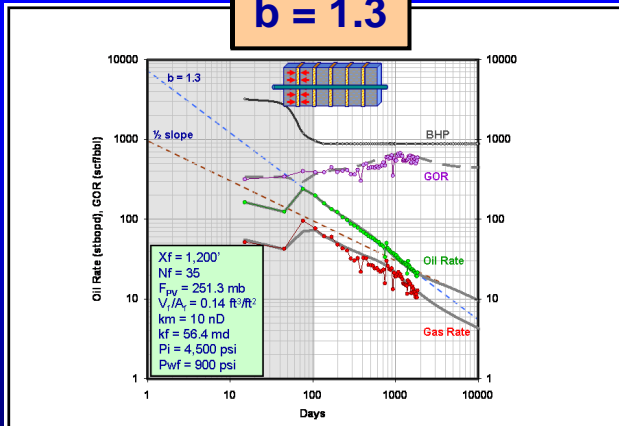 b = 1.3
10000
10000
b = 1.3
½ slope
BHP
1000
1000
GOR
100
100
Oil Rate
Gas Rate
Xf = 1,200'
Nf = 35
F_PV = 251.3 mb
V_f/A_f = 0.14 ft³/ft²
km = 10 nD
kf = 56.4 md
Pi = 4,500 psi
Pwf = 900 psi
10
10
1
1
1
10
100
1000
10000
Days
Oil Rate (stbopd), GOR (scf/bbl)